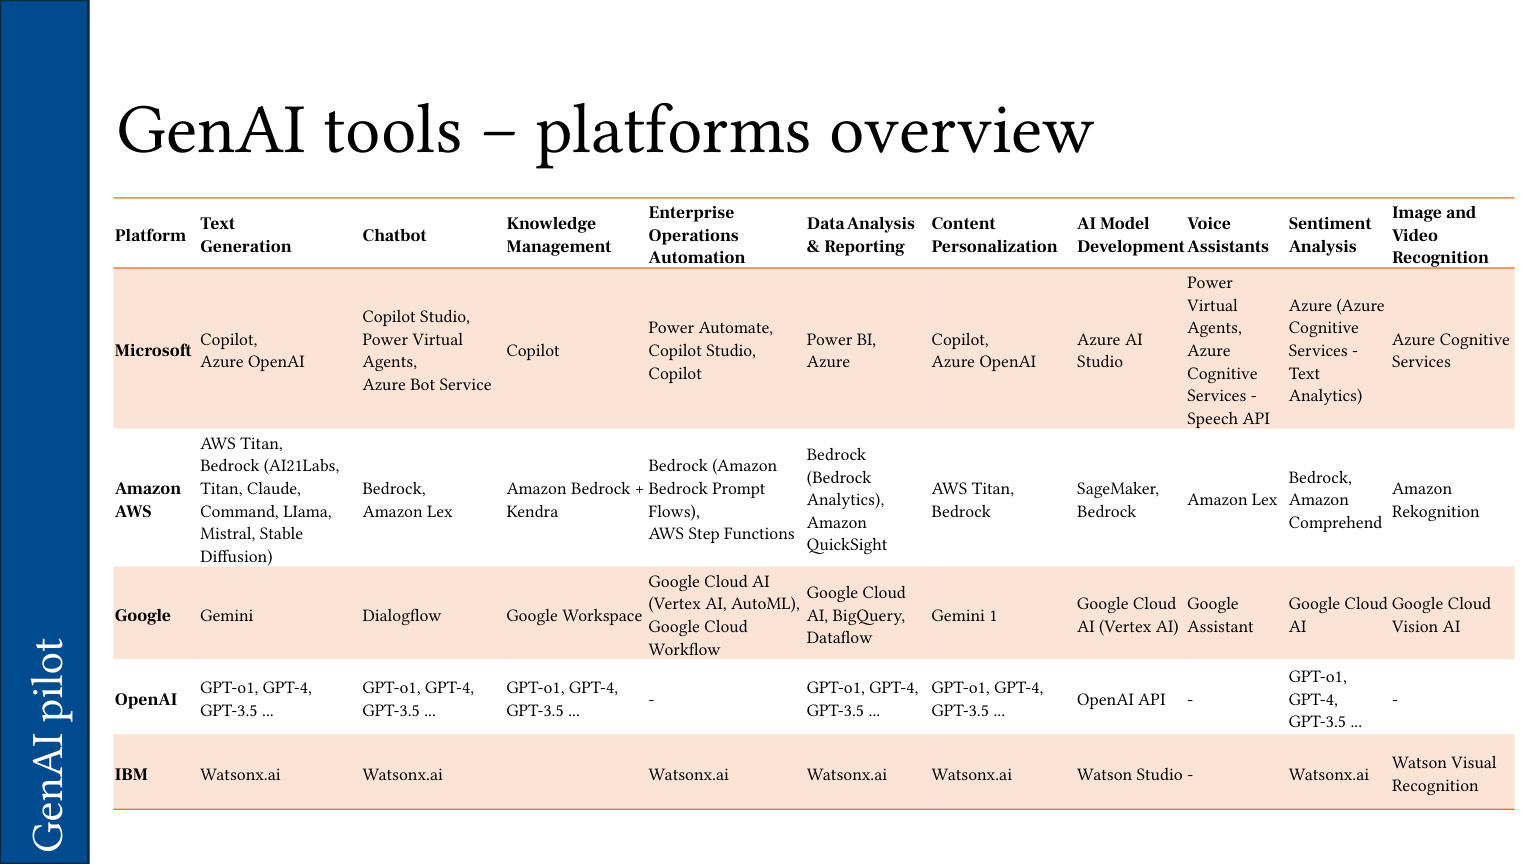 GenAI tools – platforms overview
Platform
Text
Generation
Chatbot
Knowledge
Management
Enterprise
Operations
Automation
Data Analysis
& Reporting
Content
Personalization
AI Model
Development
Voice
Assistants
Sentiment
Analysis
Image and
Video
Recognition
Microsoft
Copilot,
Azure OpenAI
Copilot Studio,
Power Virtual
Agents,
Azure Bot Service
Copilot
Power Automate,
Copilot Studio,
Copilot
Power BI,
Azure
Copilot,
Azure OpenAI
Azure AI
Studio
Power
Virtual
Agents,
Azure
Cognitive
Services -
Speech API
Azure (Azure
Cognitive
Services -
Text
Analytics)
Azure Cognitive
Services
Amazon
AWS
AWS Titan,
Bedrock (AI21Labs,
Titan, Claude,
Command, LIama,
Mistral, Stable
Diffusion)
Bedrock,
Amazon Lex
Amazon Bedrock +
Kendra
Bedrock (Amazon
Bedrock Prompt
Flows),
AWS Step Functions
Bedrock
(Bedrock
Analytics),
Amazon
QuickSight
AWS Titan,
Bedrock
SageMaker,
Bedrock
Amazon Lex
Bedrock,
Amazon
Comprehend
Amazon
Rekognition
Google
Gemini
Dialogflow
Google Workspace
Google Cloud AI
(Vertex AI, AutoML),
Google Cloud
Workflow
Google Cloud
AI, BigQuery,
Dataflow
Gemini 1
Google Cloud
AI (Vertex AI)
Google
Assistant
Google Cloud
AI
Google Cloud
Vision AI
OpenAI
GPT-o1, GPT-4,
GPT-3.5 ...
GPT-o1, GPT-4,
GPT-3.5 ...
GPT-o1, GPT-4,
GPT-3.5 ...
-
GPT-o1, GPT-4,
GPT-3.5 ...
GPT-o1, GPT-4,
GPT-3.5 ...
OpenAI API
-
GPT-o1,
GPT-4,
GPT-3.5 ...
-
IBM
Watsonx.ai
Watsonx.ai
Watsonx.ai
Watsonx.ai
Watsonx.ai
Watson Studio
-
Watsonx.ai
Watson Visual
Recognition
GenAI pilot